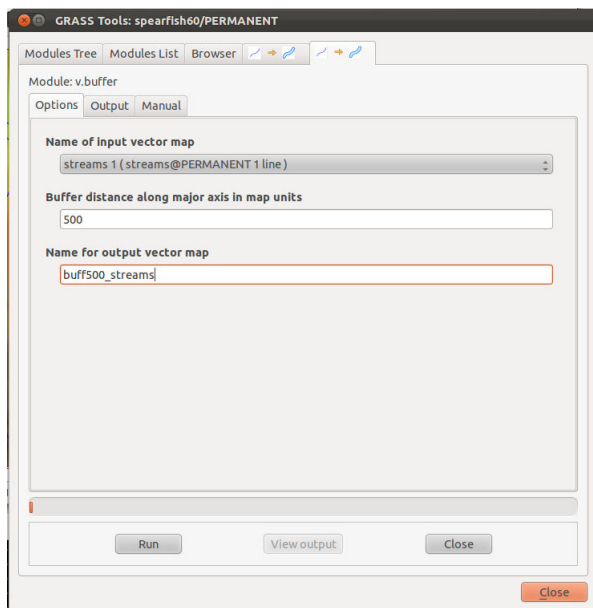 GRASS Tools: spearfish60/PERMANENT
Modules Tree Modules List Browser
Module: v.buffer
Options Output Manual
Name of input vector map
streams 1 ( streams@PERMANENT 1 line )
Buffer distance along major axis in map units
500
Name for output vector map
buff500_streams
Run View output Close
Close